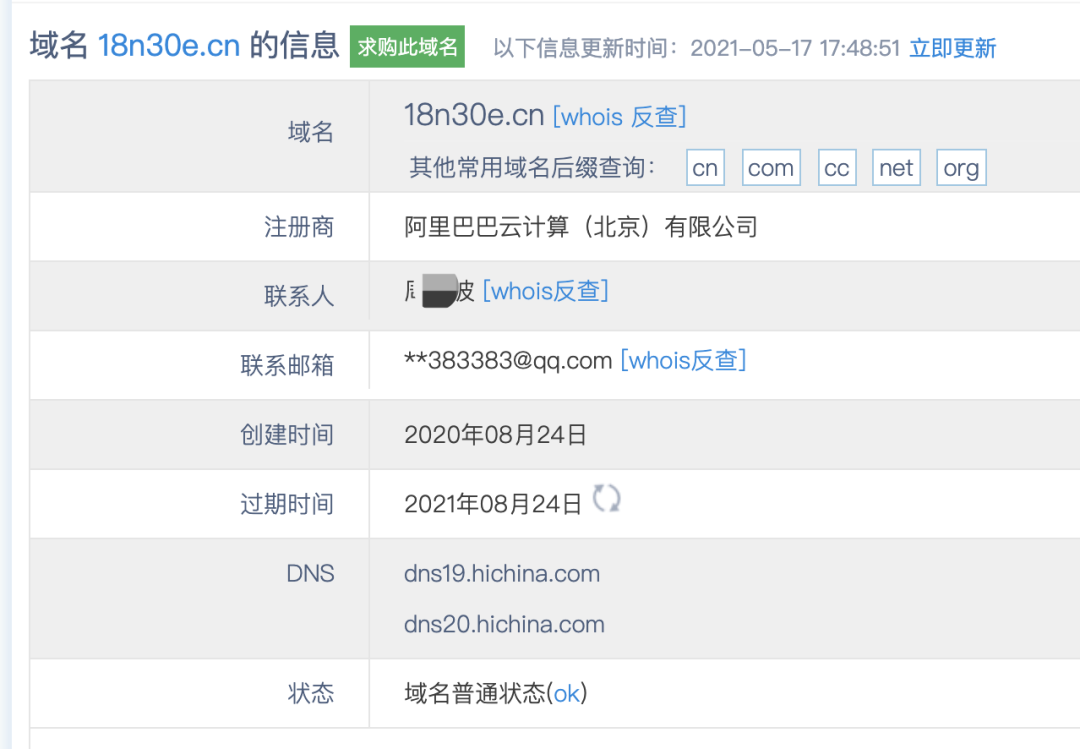 域名 18n30e.cn 的信息 求购此域名 以下信息更新时间：2021-05-17 17:48:51 立即更新
域名 18n30e.cn [whois 反查]
其他常用域名后缀查询： cn com cc net org
注册商 阿里巴巴云计算（北京）有限公司
联系人 波 [whois反查]
联系邮箱 **383383@qq.com [whois反查]
创建时间 2020年08月24日
过期时间 2021年08月24日
DNS dns19.hichina.com
dns20.hichina.com
状态 域名普通状态(ok)